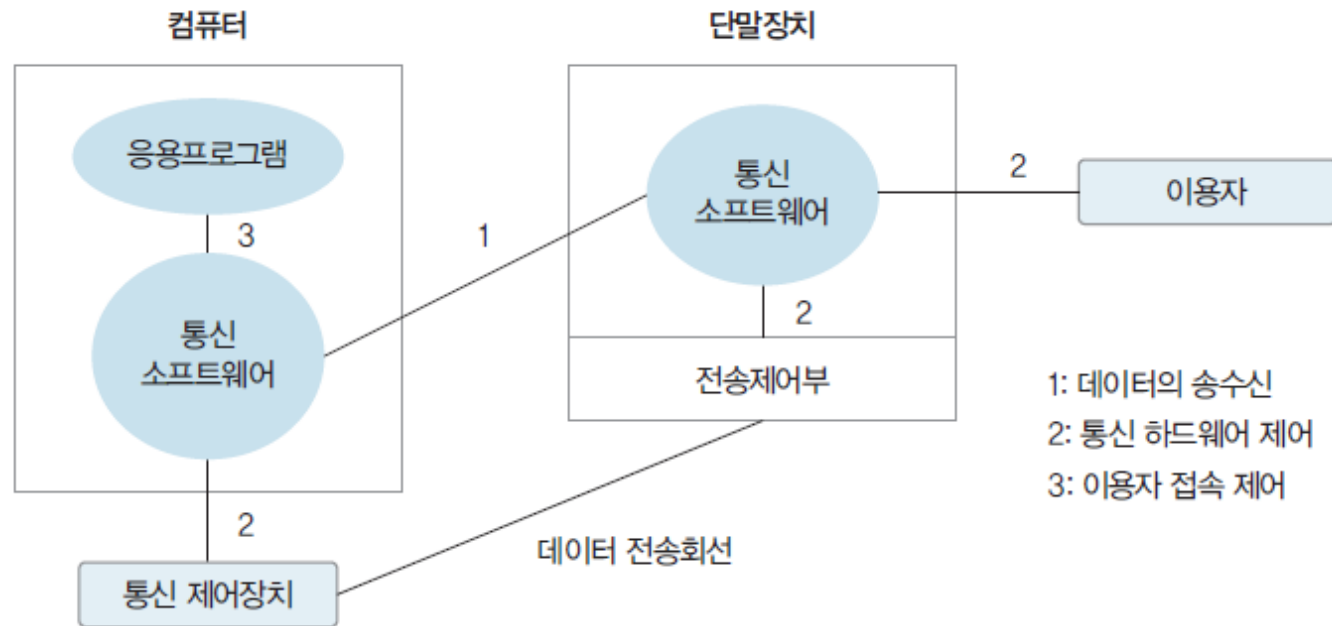 컴퓨터
단말장치
응용프로그램
3
통신
소프트웨어
2
통신 제어장치
1
통신
소프트웨어
2
전송제어부
데이터 전송회선
2
이용자
1: 데이터의 송수신
2: 통신 하드웨어 제어
3: 이용자 접속 제어